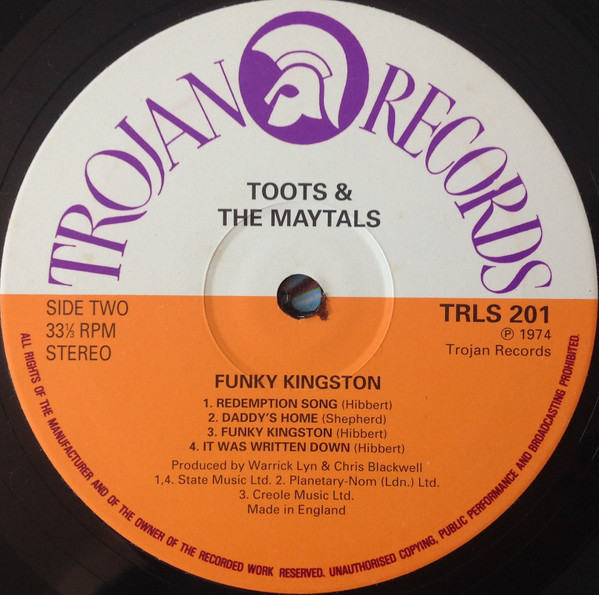 TROJAN RECORDS
TOOTS &
THE MAYTALS
SIDE TWO
33⅓ RPM
STEREO
TRLS 201
℗ 1974
Trojan Records
FUNKY KINGSTON
1. REDEMPTION SONG (Hibbert)
2. DADDY'S HOME (Shepherd)
3. FUNKY KINGSTON (Hibbert)
4. IT WAS WRITTEN DOWN (Hibbert)
Produced by Warrick Lyn & Chris Blackwell
1,4. State Music Ltd. 2. Planetary-Nom (Ldn.) Ltd.
3. Creole Music Ltd.
Made in England
ALL RIGHTS OF THE MANUFACTURER AND OF THE OWNER OF THE RECORDED WORK RESERVED. UNAUTHORISED COPYING, PUBLIC PERFORMANCE AND BROADCASTING PROHIBITED.